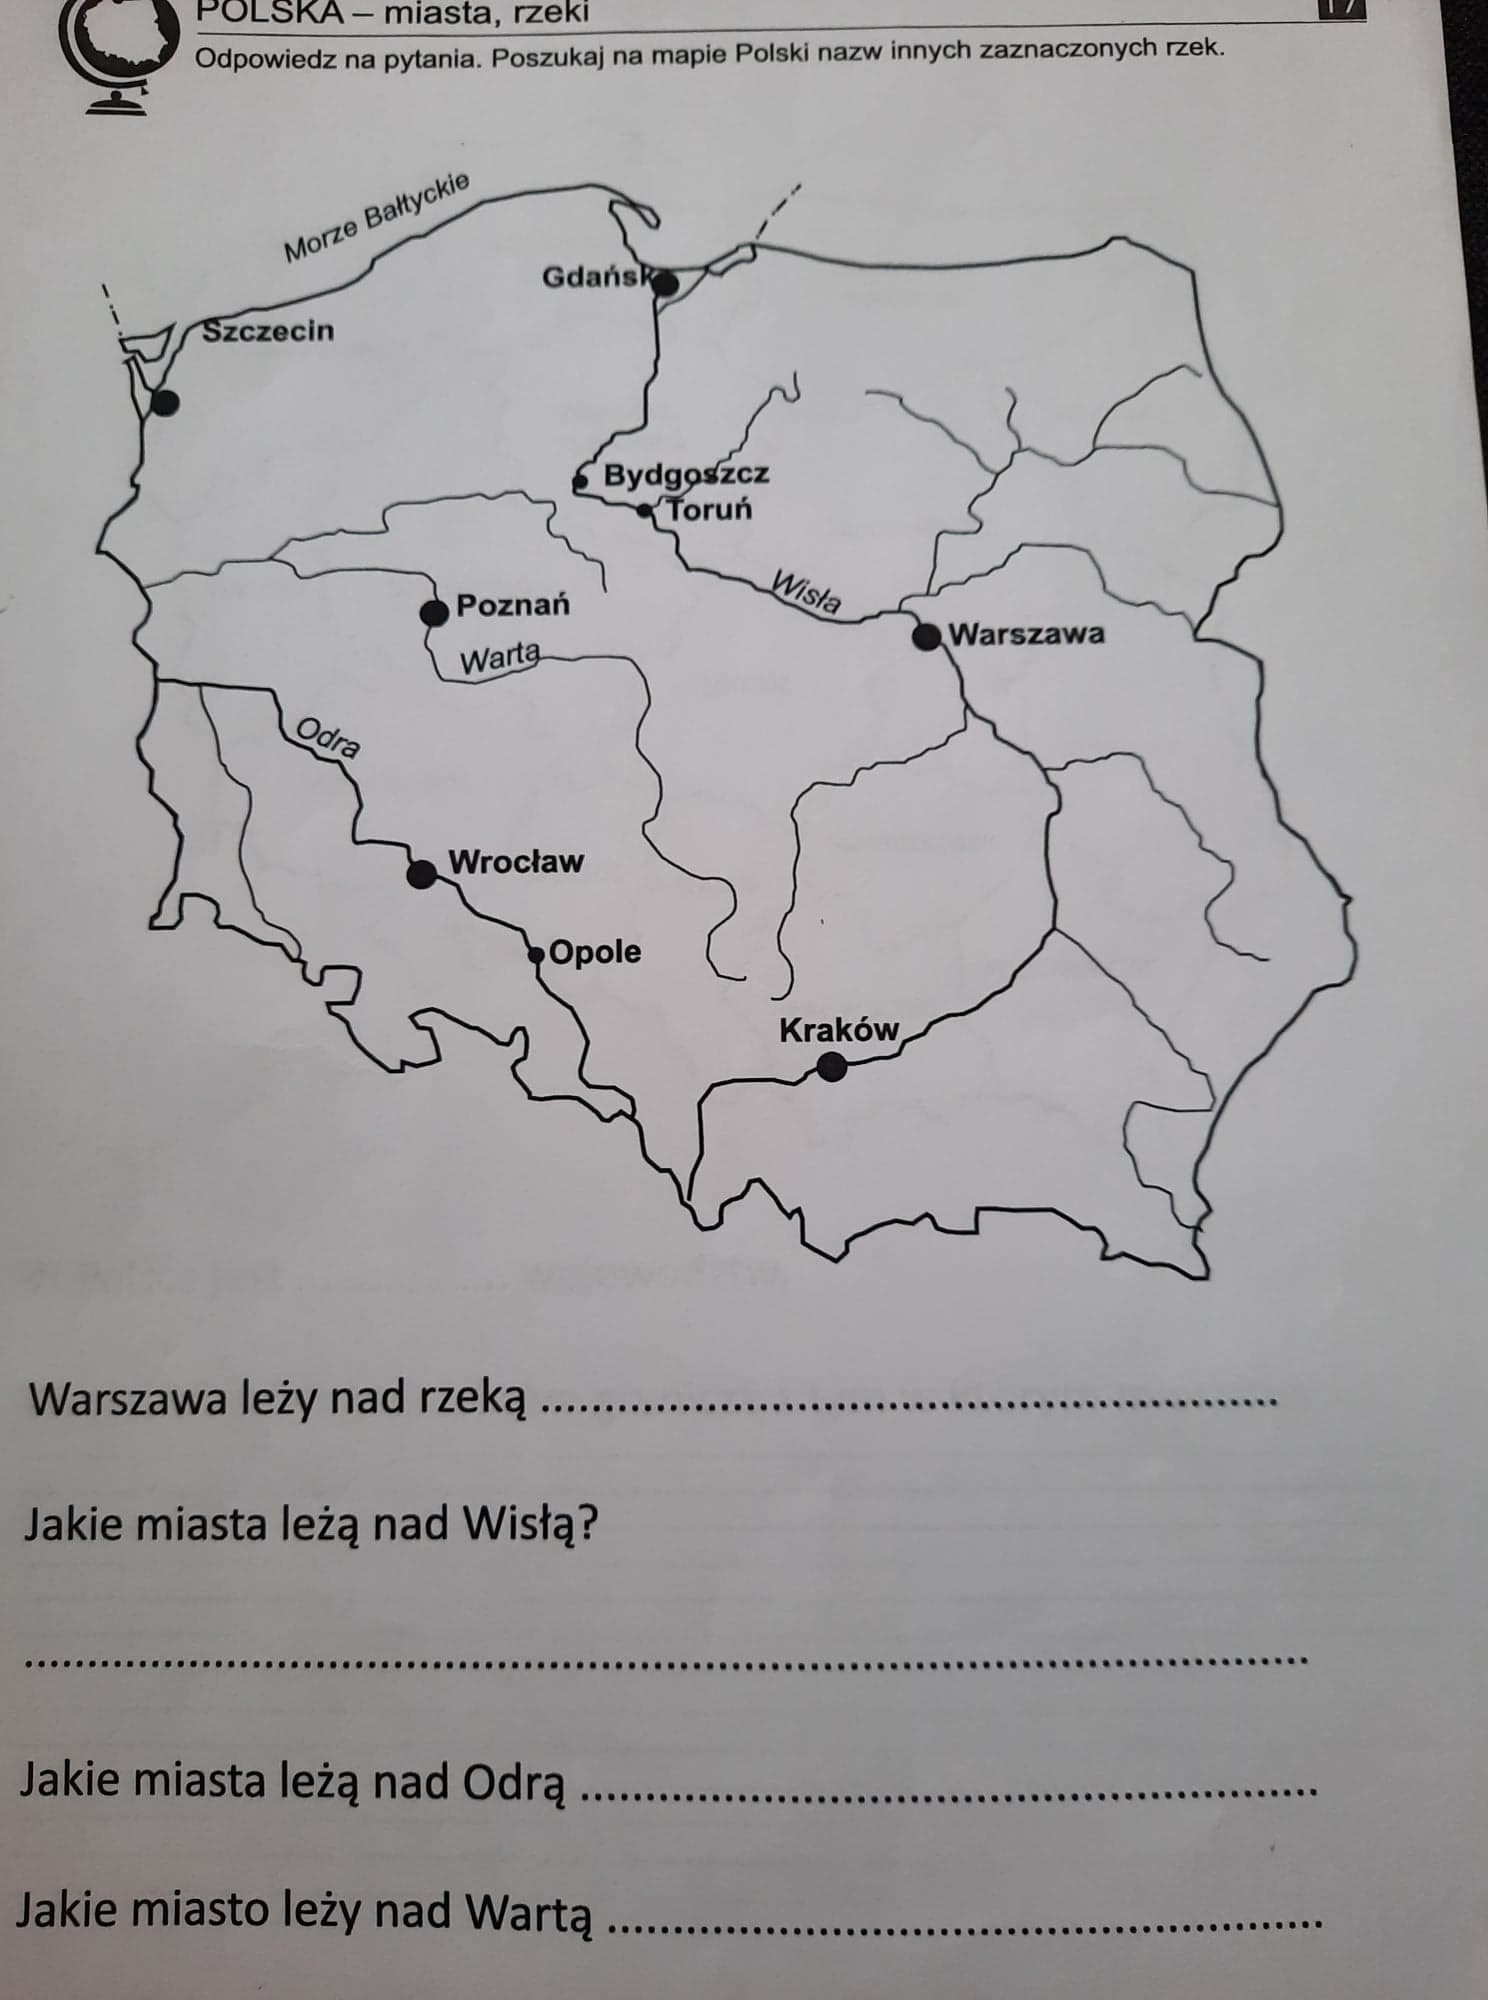 POLSKA – miasta, rzeki
17
Odpowiedz na pytania. Poszukaj na mapie Polski nazw innych zaznaczonych rzek.
Morze Bałtyckie
Gdańsk
Szczecin
Bydgoszcz
Toruń
Wisła
Poznań
Warszawa
Warta
Odra
Wrocław
Opole
Kraków
Warszawa leży nad rzeką ..........................................................
Jakie miasta leżą nad Wisłą?
.....................................................................................................
Jakie miasta leżą nad Odrą ..........................................................
Jakie miasto leży nad Wartą ........................................................